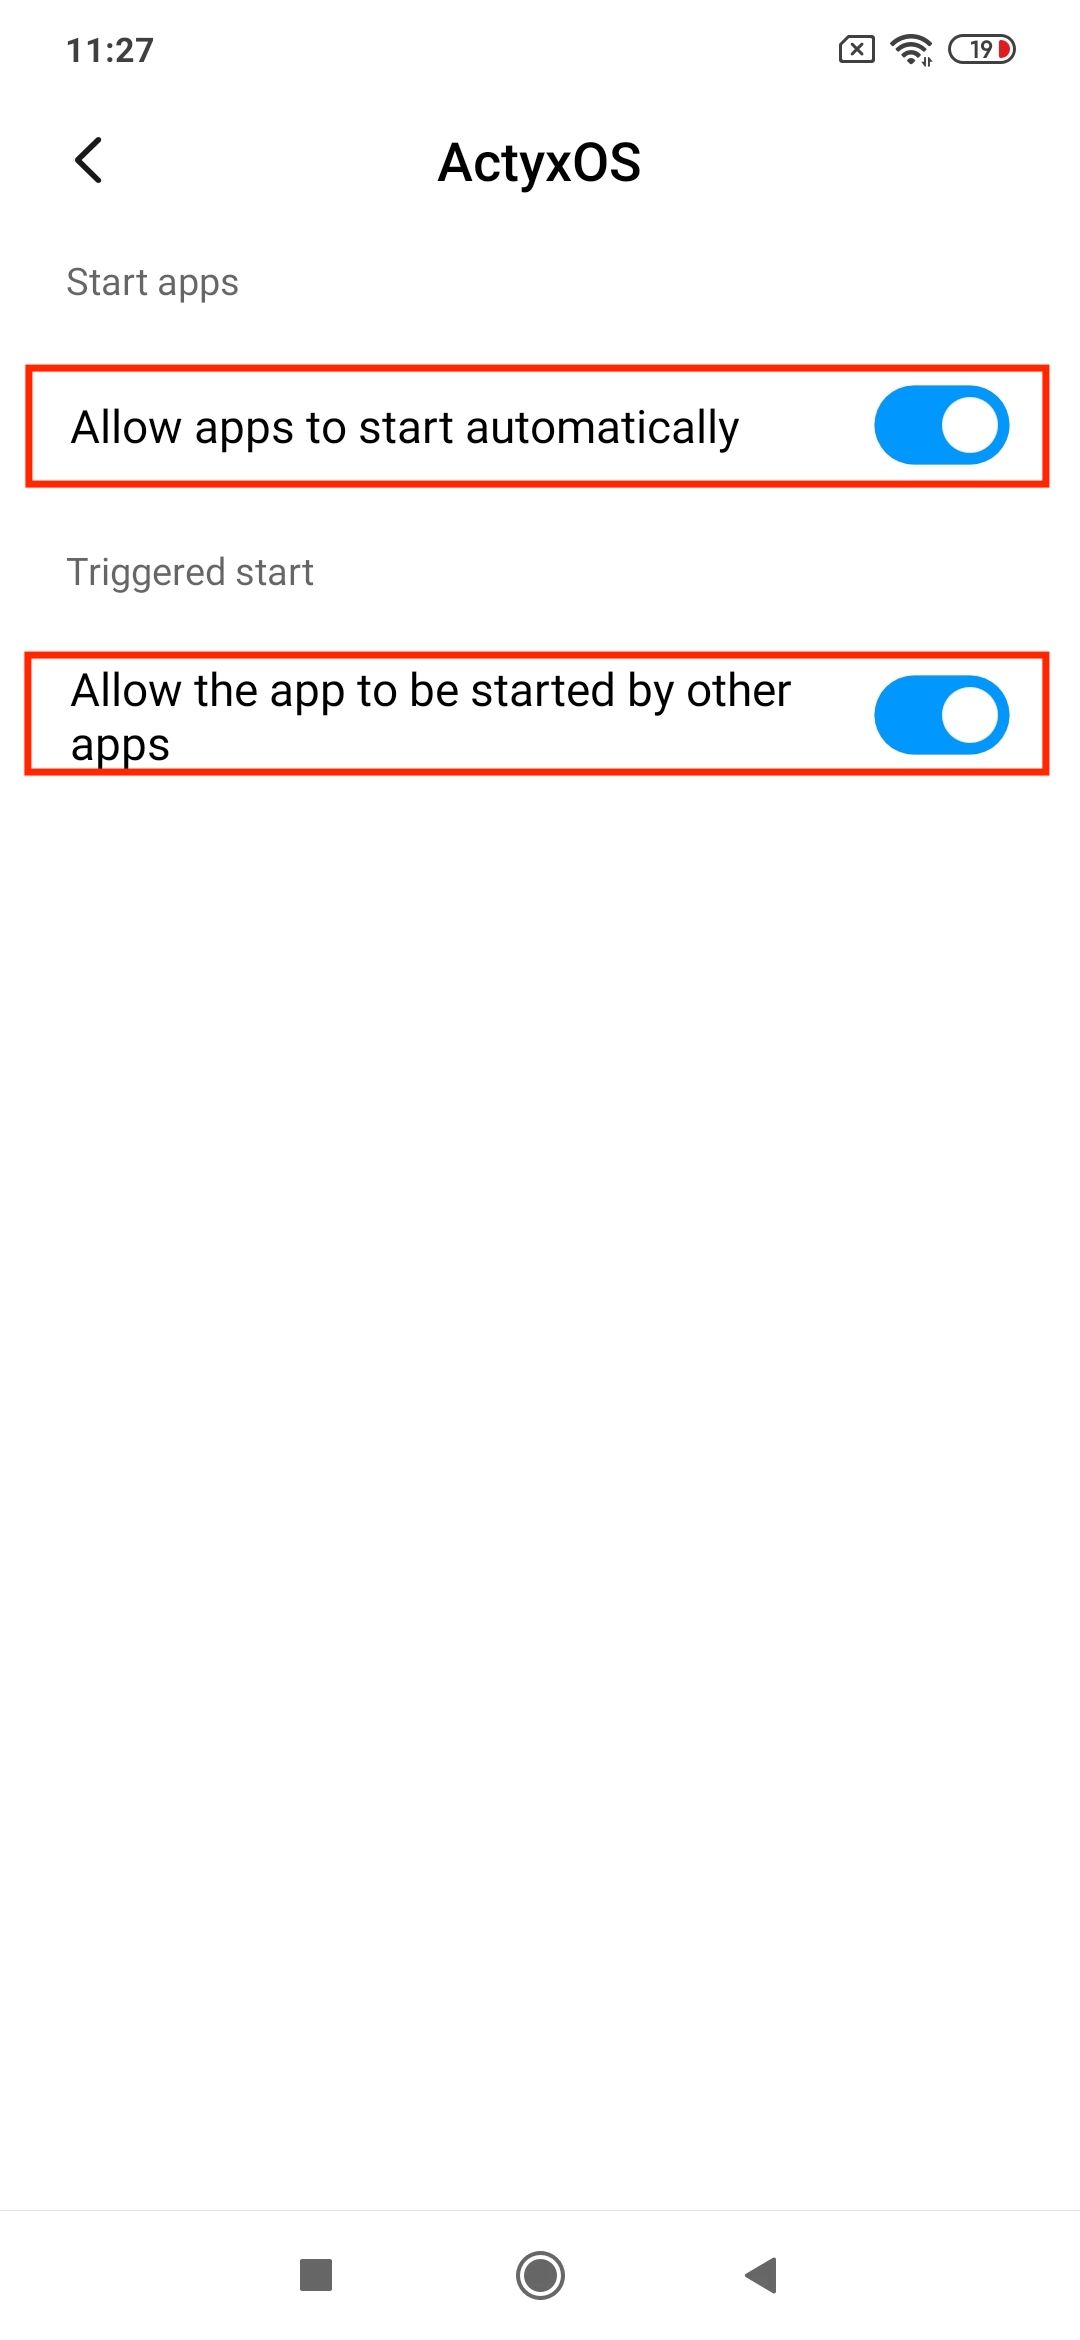 11:27
19
ActyxOS
Start apps
Allow apps to start automatically
Triggered start
Allow the app to be started by other
apps